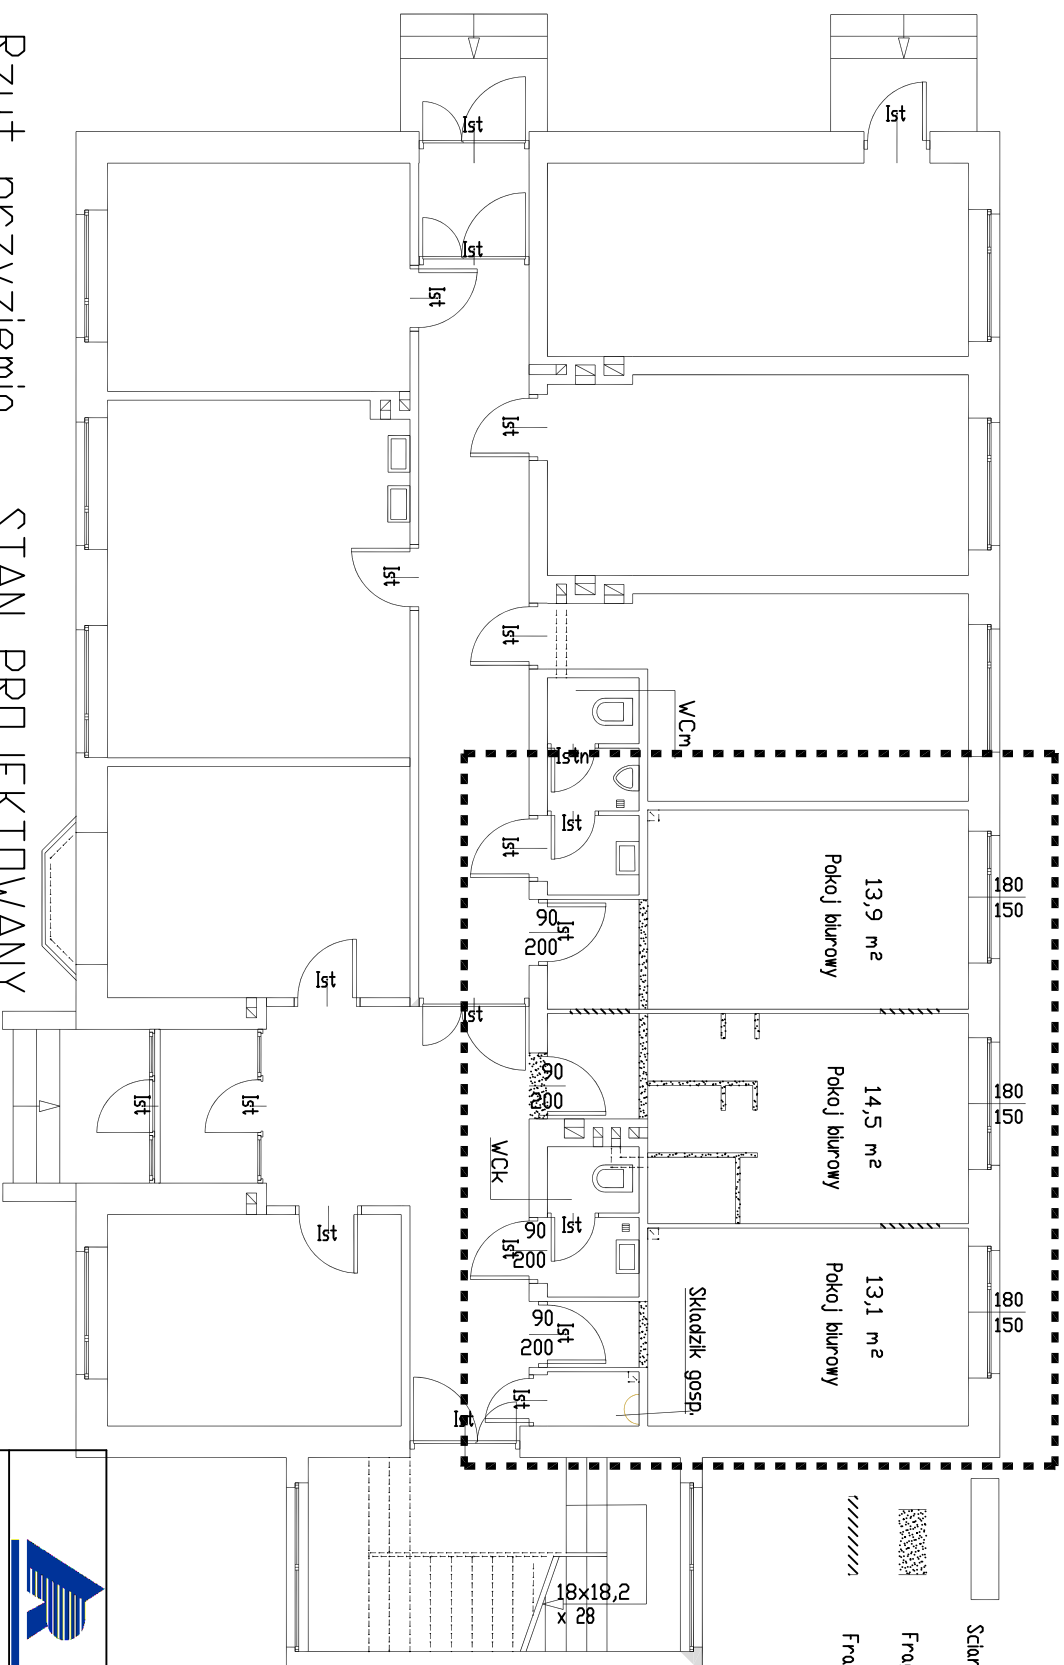 Rzut przyziemia STAN PROJEKTOWANY
Ist
Ist
Ist
Ist
Ist
Ist
Ist
WCm
Istn
Ist
Ist
13,9 m²
Pokoj biurowy
180
150
90
200
Ist
Ist
Ist
14,5 m²
Pokoj biurowy
180
150
90
200
Ist
Ist
WCk
Ist
90
200
Ist
Ist
13,1 m²
Pokoj biurowy
180
150
90
200
Ist
Skladzik gosp.
Ist
Ist
18x18,2
x 28